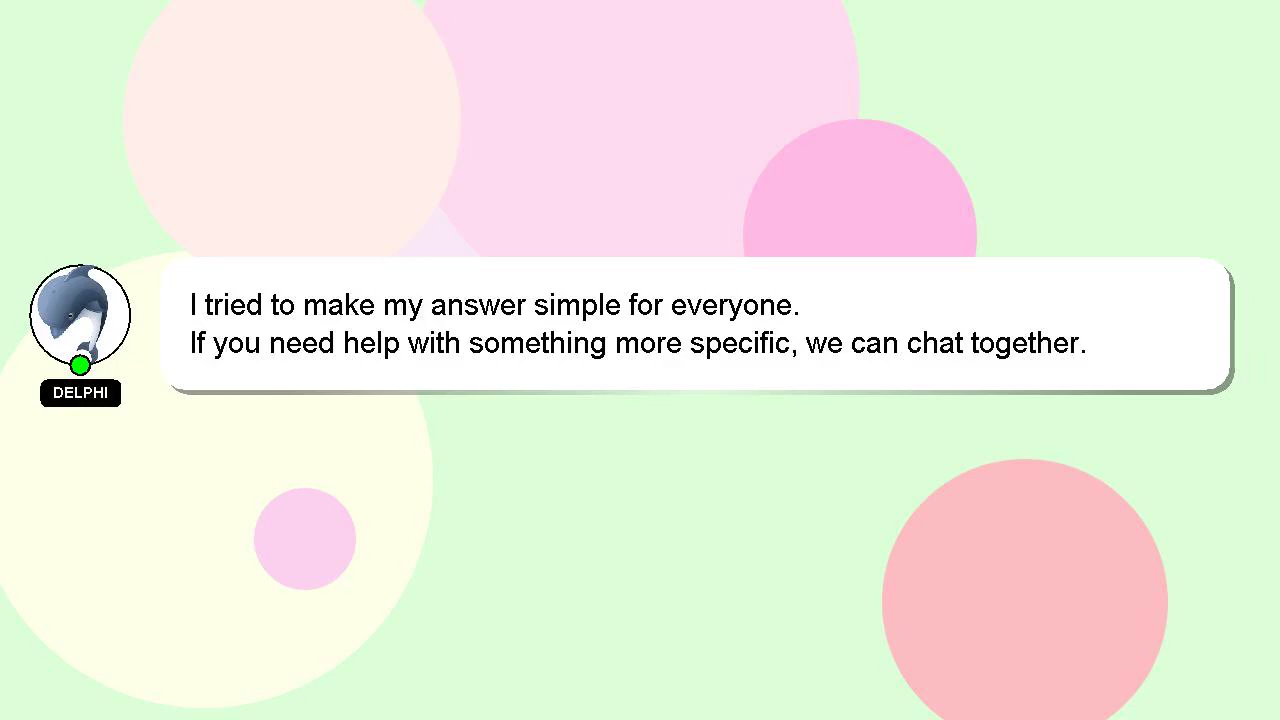 I tried to make my answer simple for everyone.
If you need help with something more specific, we can chat together.
DELPHI